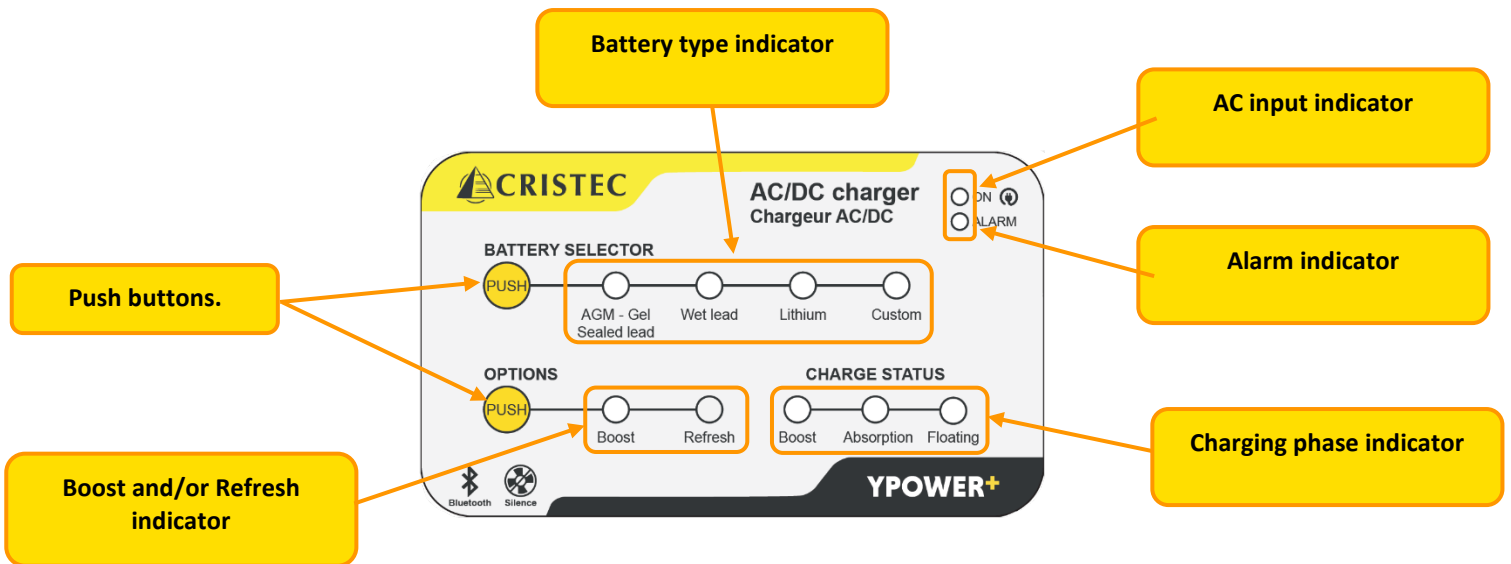 Battery type indicator
AC input indicator
CRISTEC
AC/DC charger
Chargeur AC/DC
ON
ALARM
BATTERY SELECTOR
Alarm indicator
Push buttons.
PUSH
AGM - Gel
Sealed lead
Wet lead
Lithium
Custom
OPTIONS
CHARGE STATUS
PUSH
Boost
Refresh
Boost
Absorption
Floating
Charging phase indicator
Boost and/or Refresh
indicator
Bluetooth
Silence
YPOWER+